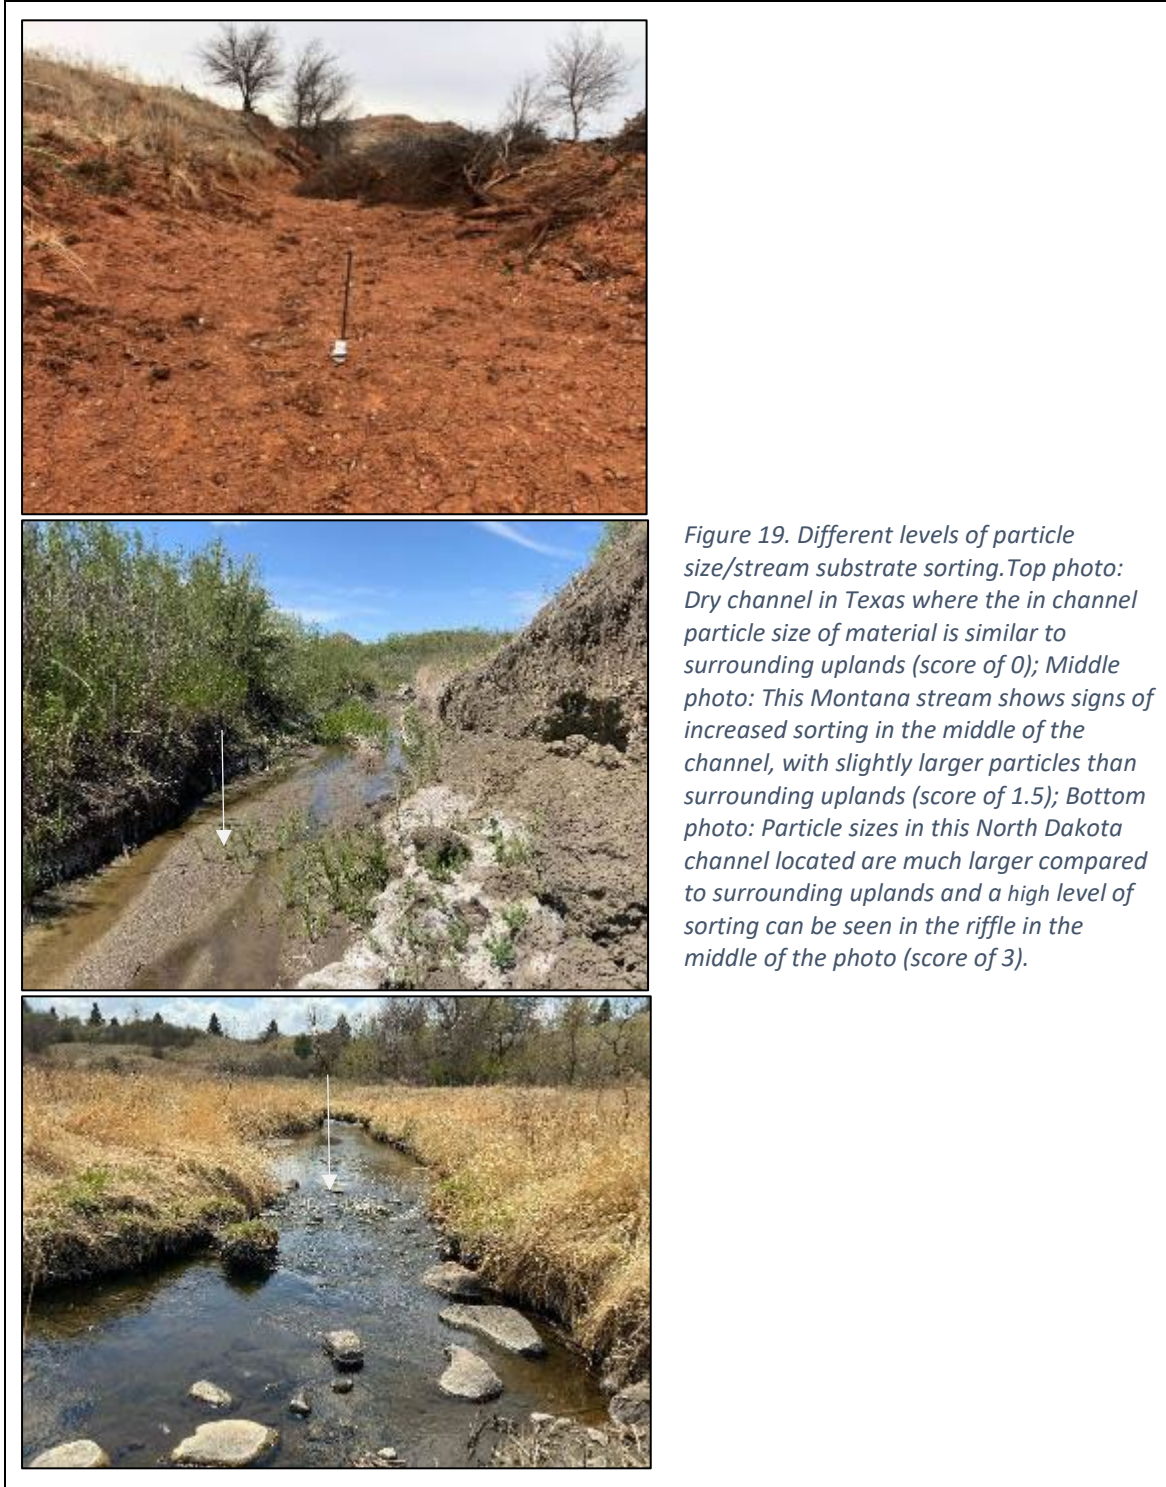 Figure 19. Different levels of particle
size/stream substrate sorting.Top photo:
Dry channel in Texas where the in channel
particle size of material is similar to
surrounding uplands (score of 0); Middle
photo: This Montana stream shows signs of
increased sorting in the middle of the
channel, with slightly larger particles than
surrounding uplands (score of 1.5); Bottom
photo: Particle sizes in this North Dakota
channel located are much larger compared
to surrounding uplands and a high level of
sorting can be seen in the riffle in the
middle of the photo (score of 3).